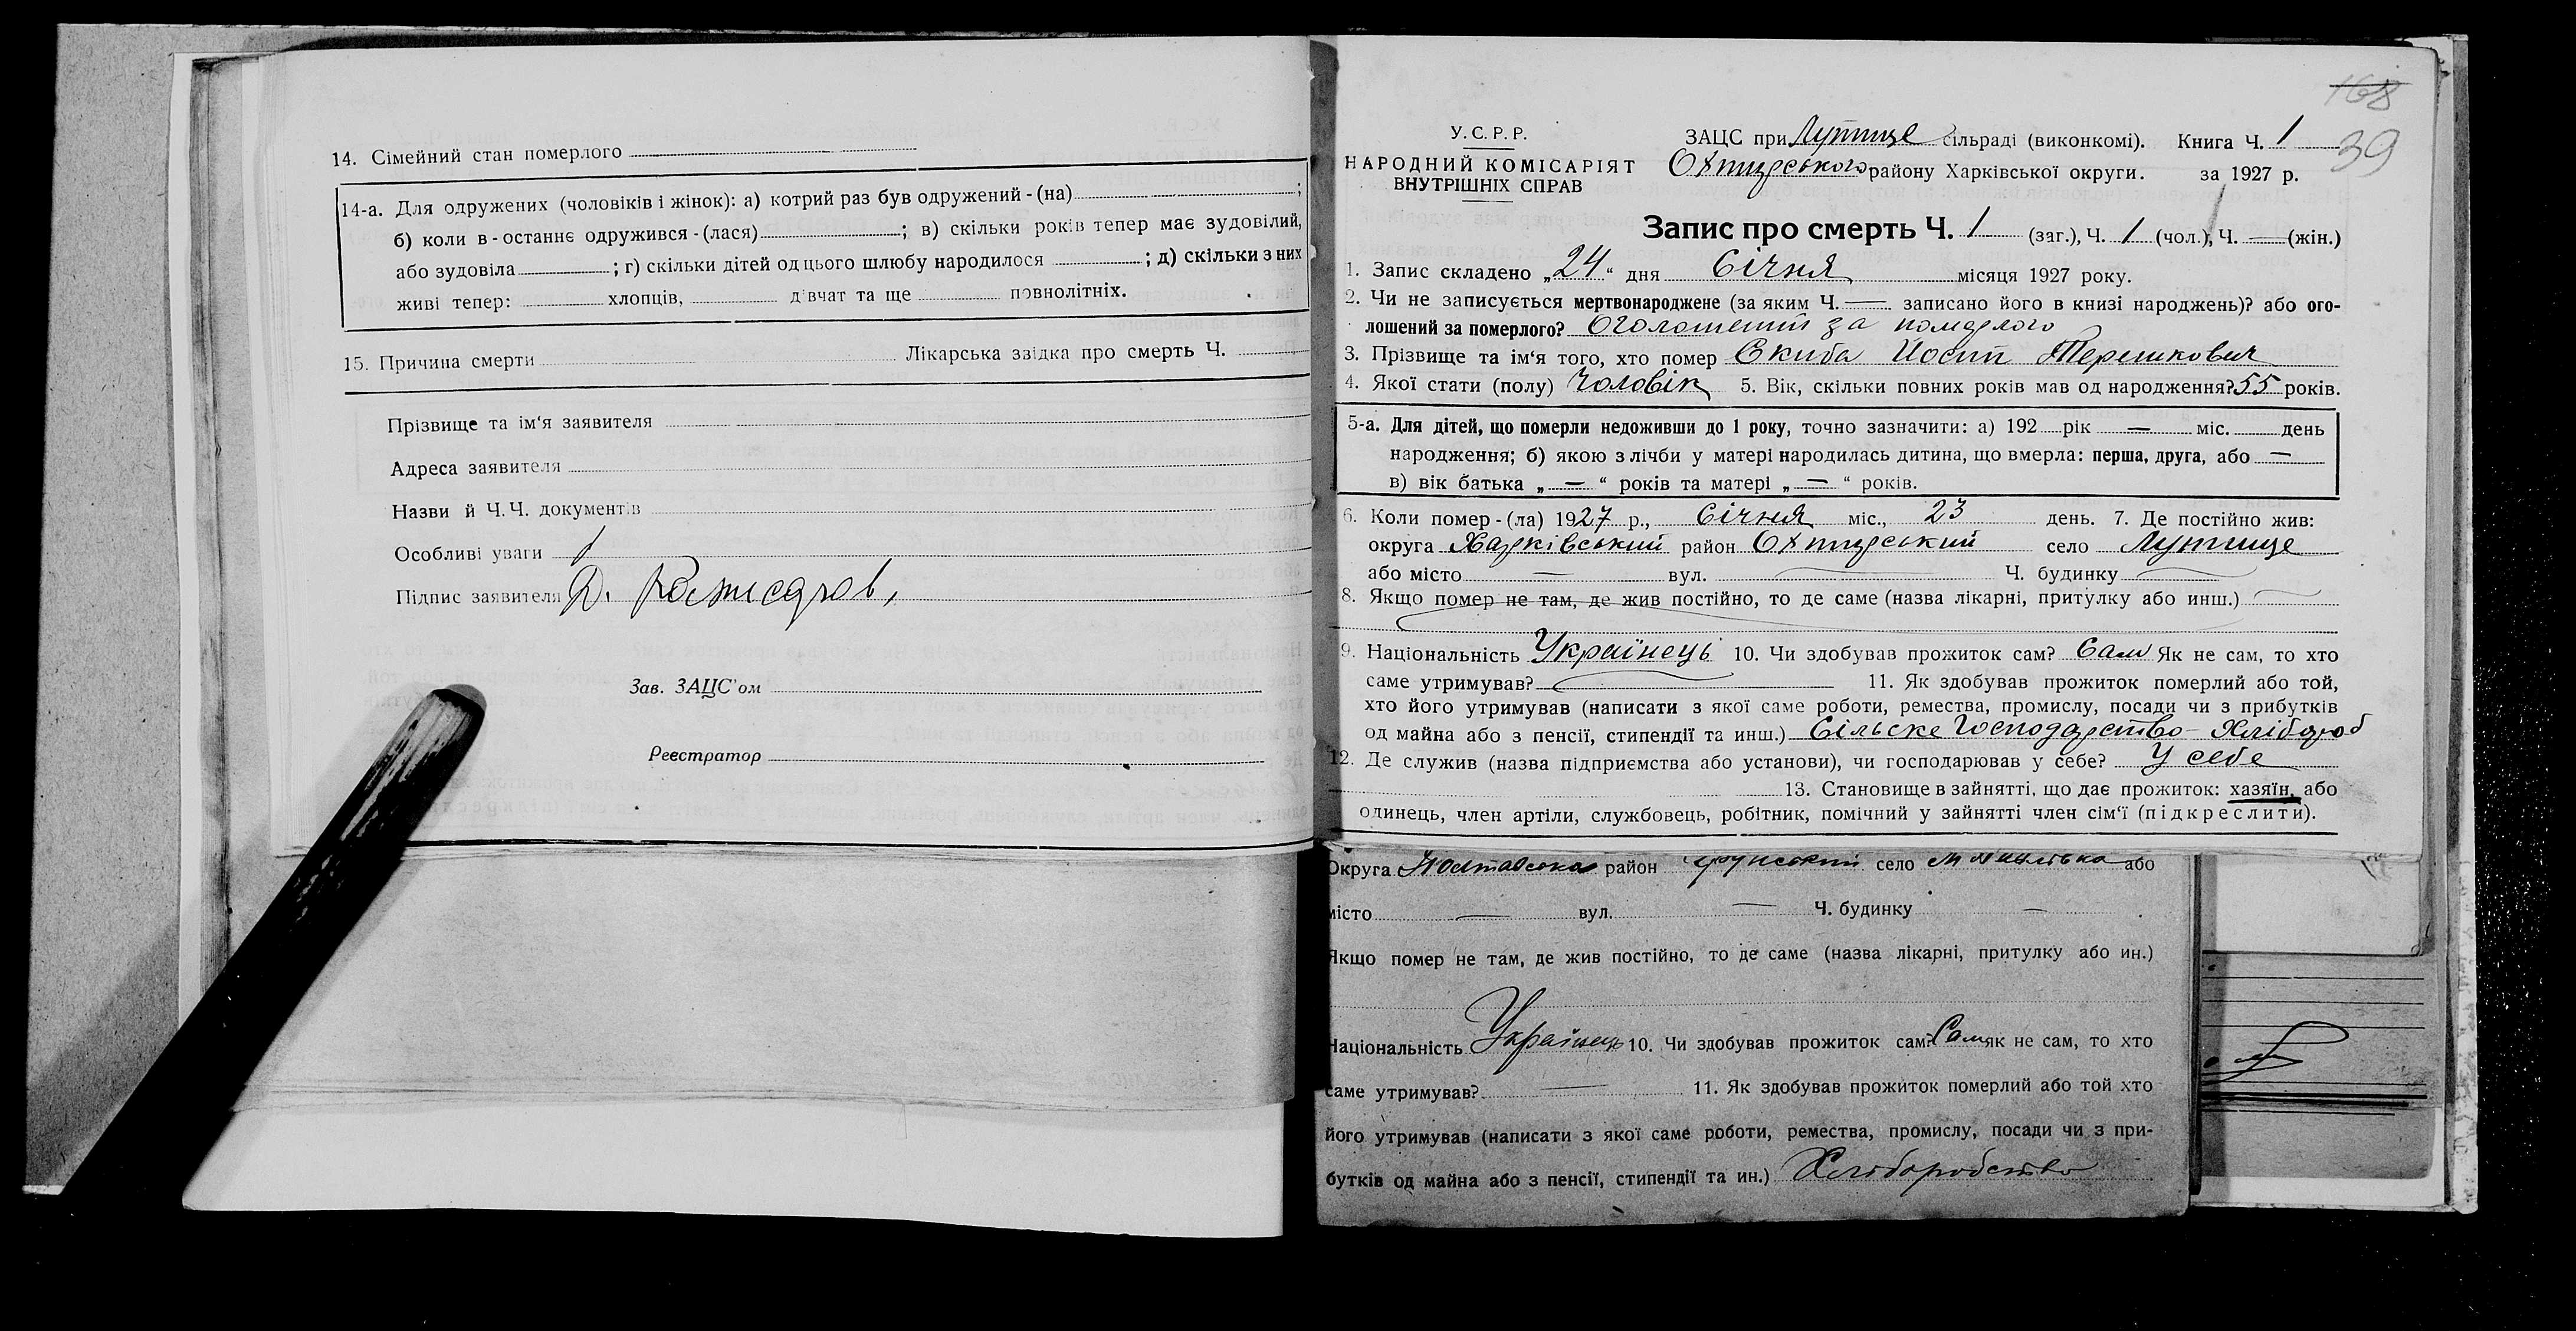 14. Сімейний стан померлого
14-а. Для одружених (чоловіків і жінок): а) котрий раз був одружений - (на) ;
б) коли в-останнє одружився - (лася) ; в) скільки років тепер має зудовілий,
або зудовіла ; г) скільки дітей од цього шлюбу народилося ; д) скільки з них
живі тепер: хлопців, дівчат та ще повнолітніх.
15. Причина смерти Лікарська звідка про смерть Ч.
Прізвище та ім'я заявителя
Адреса заявителя
Назви й Ч.Ч. документів
Особливі уваги
Підпис заявителя Д.
Зав. ЗАЦС'ом
Реєстратор
168
39
У.С.Р.Р.
НАРОДНИЙ КОМІСАРІЯТ
ВНУТРІШНІХ СПРАВ
ЗАЦС при Лутище сільраді (виконкомі). Книга Ч. 1
Охтирського району Харківської округи. за 1927 р.
Запис про смерть Ч. 1 (заг.), Ч. 1 (чол.), Ч. — (жін.)
1. Запис складено „24“ дня Січня місяця 1927 року.
2. Чи не записується мертвонароджене (за яким Ч. — записано його в книзі народжень)? або ого-
лошений за померлого? Оголошений за померлого
3. Прізвище та ім'я того, хто помер Скиба Йосип Терешкович
4. Якої стати (полу) Чоловік 5. Вік, скільки повних років мав од народження? 55 років.
5-а. Для дітей, що померли недоживши до 1 року, точно зазначити: а) 192 рік — міс. день
народження; б) якою з лічби у матері народилась дитина, що вмерла: перша, друга, або —
в) вік батька „ — “ років та матері „ — “ років.
6. Коли помер - (ла) 1927 р., Січня міс., 23 день. 7. Де постійно жив:
округа Харківський район Охтирський село Лутище
або місто — вул. — Ч. будинку —
8. Якщо помер не там, де жив постійно, то де саме (назва лікарні, притулку або инш.) —
9. Національність Українець 10. Чи здобував прожиток сам? Сам Як не сам, то хто
саме утримував? — 11. Як здобував прожиток померлий або той,
хто його утримував (написати з якої саме роботи, ремества, промислу, посади чи з прибутків
од майна або з пенсії, стипендії та инш.) Сільске Господарство - Хлібороб
12. Де служив (назва підприємства або установи), чи господарював у себе? У себе
13. Становище в зайнятті, що дає прожиток: хазяїн, або
одинець, член артіли, службовець, робітник, помічний у зайнятті член сім'ї (підкреслити).
Округа Полтавська район село або
місто — вул. — Ч. будинку —
Якщо помер не там, де жив постійно, то де саме (назва лікарні, притулку або ин.)
Національність Українець 10. Чи здобував прожиток сам? Сам як не сам, то хто
саме утримував? — 11. Як здобував прожиток померлий або той хто
його утримував (написати з якої саме роботи, ремества, промислу, посади чи з при-
бутків од майна або з пенсії, стипендії та ин.) Хліборобство